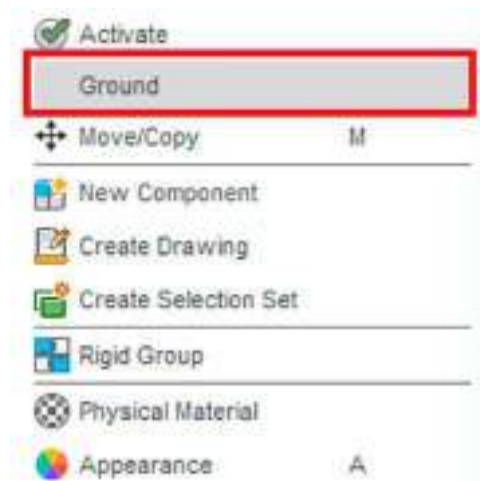 Activate
Ground
Move/Copy M
New Component
Create Drawing
Create Selection Set
Rigid Group
Physical Material
Appearance A